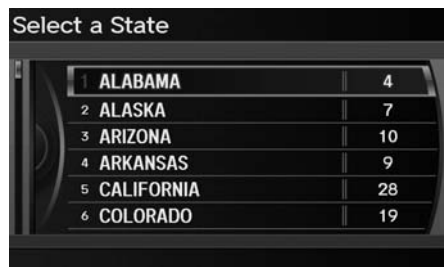 Select a State
1 ALABAMA 4
2 ALASKA 7
3 ARIZONA 10
4 ARKANSAS 9
5 CALIFORNIA 28
6 COLORADO 19